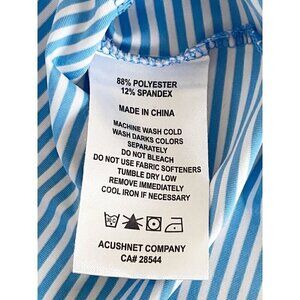 88% POLYESTER
12% SPANDEX
MADE IN CHINA
MACHINE WASH COLD
WASH DARKS COLORS
SEPARATELY
DO NOT BLEACH
DO NOT USE FABRIC SOFTENERS
TUMBLE DRY LOW
REMOVE IMMEDIATELY
COOL IRON IF NECESSARY
ACUSHNET COMPANY
CA# 28544